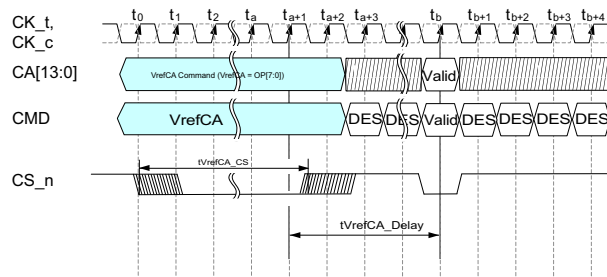 CK_t,
CK_c
t0 t1 t2 ta ta+1 ta+2 ta+3 tb tb+1 tb+2 tb+3 tb+4
CA[13:0]
VrefCA Command (VrefCA = OP[7:0])
Valid
CMD
VrefCA
DES DES Valid DES DES DES DES
CS_n
tVrefCA_CS
tVrefCA_Delay